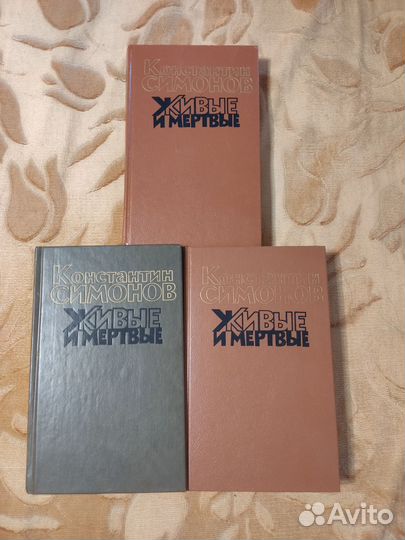 Константин
СИМОНОВ
ЖИВЫЕ
И МЕРТВЫЕ
Константин
СИМОНОВ
ЖИВЫЕ
И МЕРТВЫЕ
Константин
СИМОНОВ
ЖИВЫЕ
И МЕРТВЫЕ
Avito